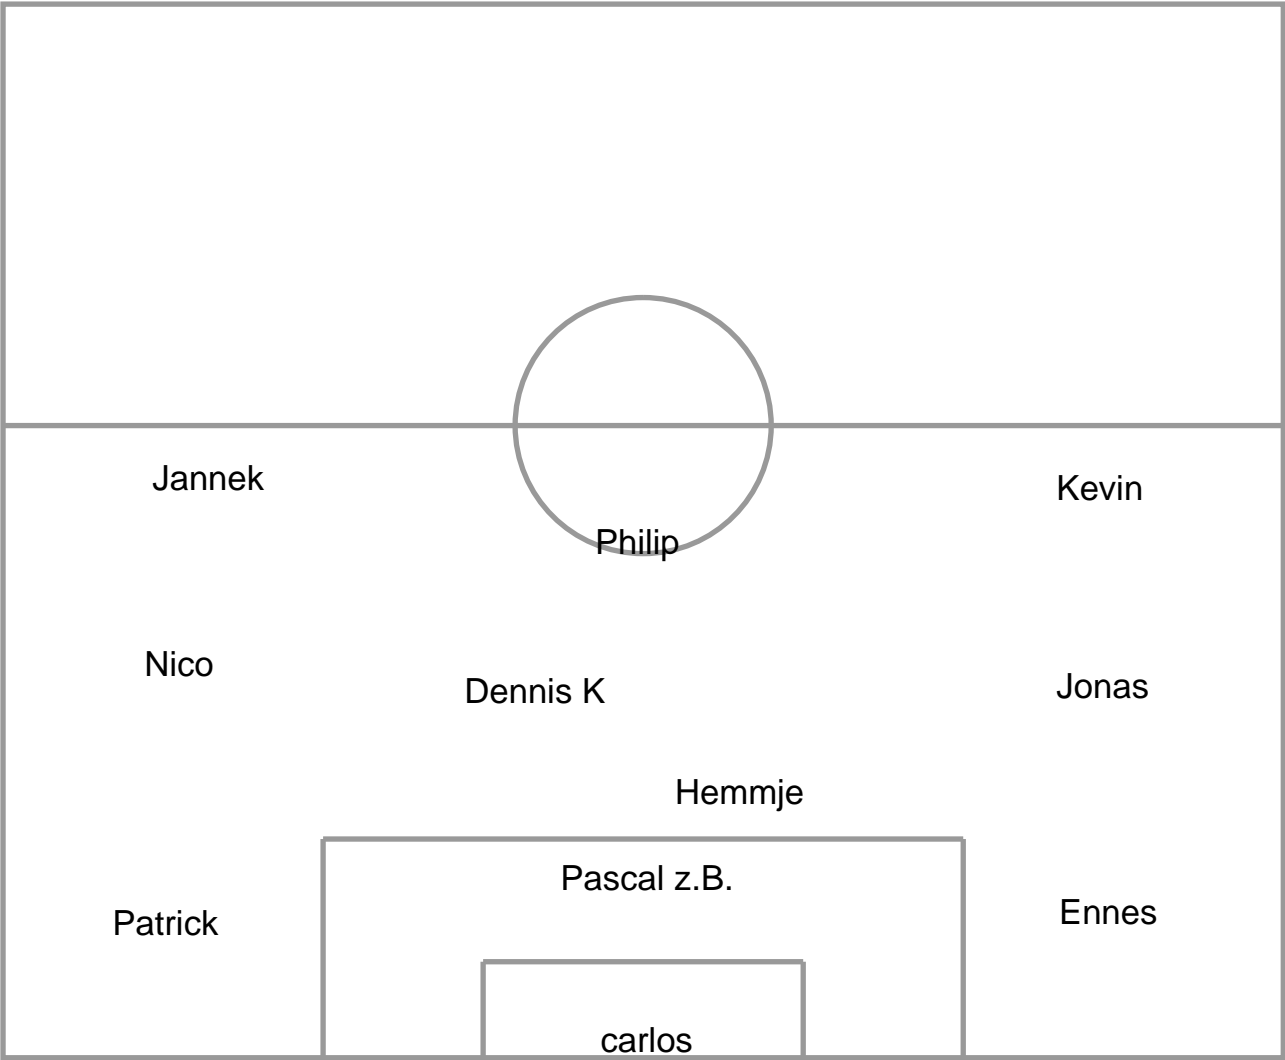 Jannek
Kevin
Philip
Nico
Dennis K
Jonas
Hemmje
Pascal z.B.
Patrick
Ennes
carlos